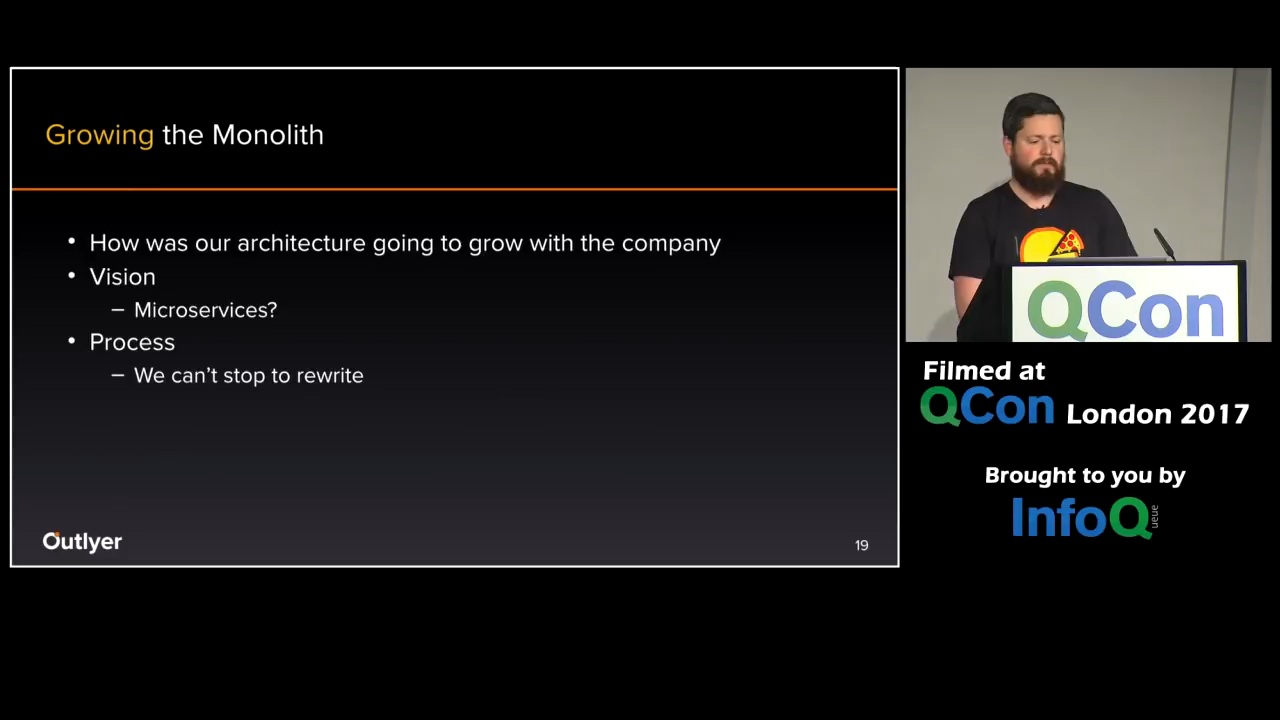 Growing the Monolith
• How was our architecture going to grow with the company
• Vision
– Microservices?
• Process
– We can't stop to rewrite
Outlyer
19
QCon
Filmed at
QCon London 2017
Brought to you by
InfoQ
ueue